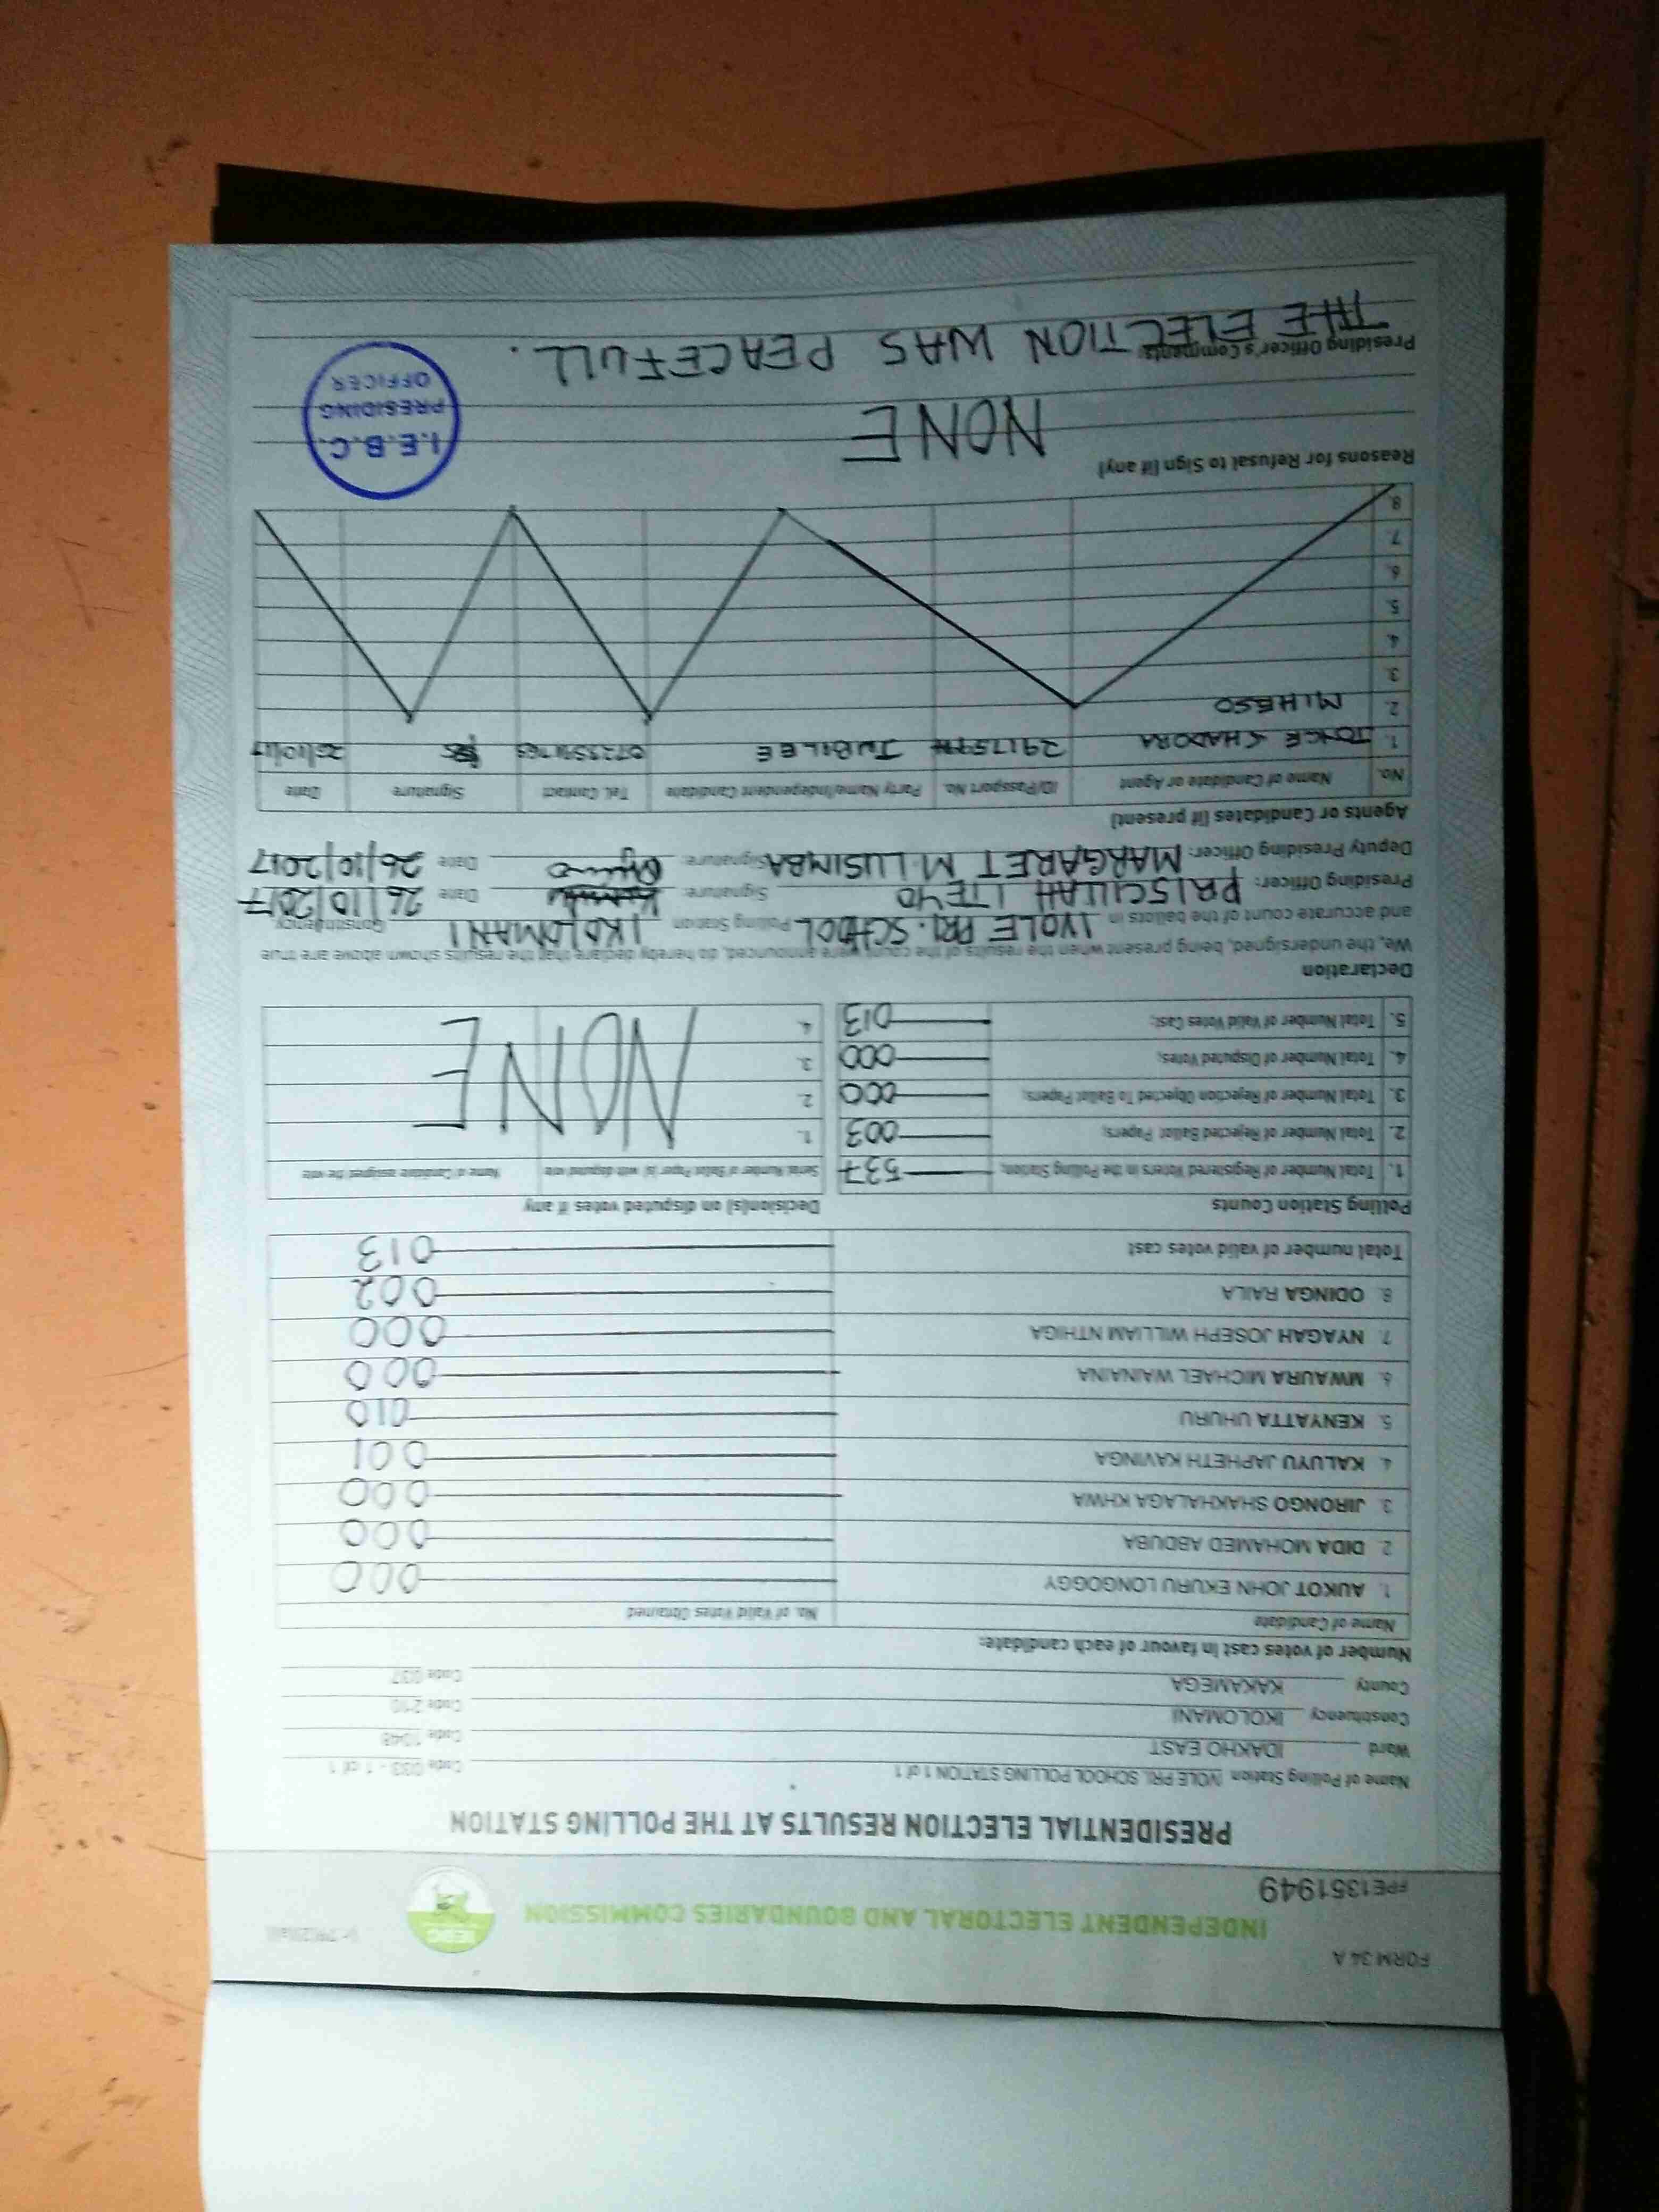 FORM 34 A
INDEPENDENT ELECTORAL AND BOUNDARIES COMMISSION
IEBC
FPE1351949
PRESIDENTIAL ELECTION RESULTS AT THE POLLING STATION
Name of Polling Station IVOLE PRI. SCHOOL POLLING STATION 1 of 1 Code 033 - 1 of 1
Ward IDAKHO EAST Code 1048
Constituency IKOLOMANI Code 210
County KAKAMEGA Code 037
Number of votes cast in favour of each candidate:
Name of Candidate No. of Valid Votes Obtained
1. AUKOT JOHN EKURU LONGOGGY 000
2. DIDA MOHAMED ABDUBA 000
3. JIRONGO SHAKHALAGA KHWA 000
4. KALUYU JAPHETH KAVINGA 001
5. KENYATTA UHURU 010
6. MWAURA MICHAEL WAINAINA 000
7. NYAGAH JOSEPH WILLIAM NTHIGA 000
8. ODINGA RAILA 002
Total number of valid votes cast 013
Polling Station Counts Decision(s) on disputed votes if any
1. Total Number of Registered Voters in the Polling Station; 537 Serial Number of Ballot Paper (s) with disputed vote Name of Candidate assigned the vote
2. Total Number of Rejected Ballot Papers; 003 1.
3. Total Number of Rejection Objected To Ballot Papers; 000 2. NONE
4. Total Number of Disputed Votes; 000 3.
5. Total Number of Valid Votes Cast; 013 4.
Declaration
We, the undersigned, being present when the results of the count were announced, do hereby declare that the results shown above are true
and accurate count of the ballots in IVOLE PRI. SCHOOL Polling Station IKOLOMANI Constituency
Presiding Officer: PRISCILLAH ITEYO Signature: Date 26/10/2017
Deputy Presiding Officer: MARGARET M. LUSIMBA Signature: Date 26/10/2017
Agents or Candidates (if present)
No. Name of Candidate or Agent ID/Passport No. Party Name/Independent Candidate Tel. Contact Signature Date
1. SHADORA JUBILEE 26/10/17
2. MIHESO
3.
4.
5.
6.
7.
8.
Reasons for Refusal to Sign (if any)
NONE
I.E.B.C.
PRESIDING
OFFICER
Presiding Officer's Comments:
THE ELECTION WAS PEACEFULL.